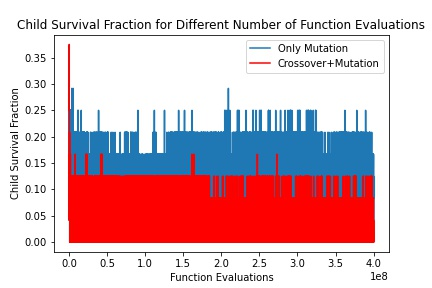 Child Survival Fraction for Different Number of Function Evaluations
Only Mutation
Crossover+Mutation
Child Survival Fraction
0.35
0.30
0.25
0.20
0.15
0.10
0.05
0.00
0.0 0.5 1.0 1.5 2.0 2.5 3.0 3.5 4.0
1e8
Function Evaluations